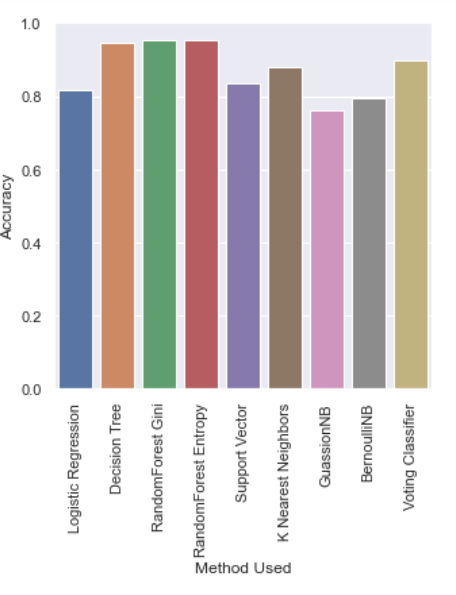 1.0
0.8
0.6
0.4
0.2
0.0
Accuracy
Logistic Regression
Decision Tree
RandomForest Gini
RandomForest Entropy
Support Vector
K Nearest Neighbors
GuassionNB
BernoulliNB
Voting Classifier
Method Used